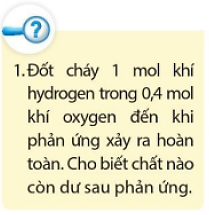 1. Đốt cháy 1 mol khí
hydrogen trong 0,4 mol
khí oxygen đến khi
phản ứng xảy ra hoàn
toàn. Cho biết chất nào
còn dư sau phản ứng.